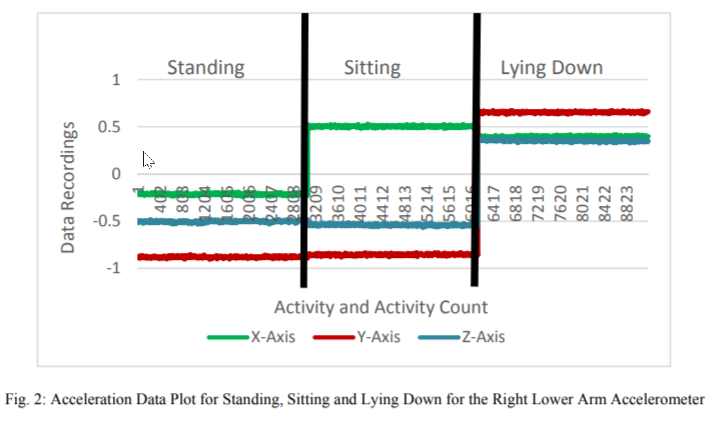 Standing Sitting Lying Down
1
0.5
0
-0.5
-1
Data Recordings
1 402 803 1204 1605 2006 2407 2808 3209 3610 4011 4412 4813 5214 5615 6016 6417 6818 7219 7620 8021 8422 8823
Activity and Activity Count
X-Axis Y-Axis Z-Axis
Fig. 2: Acceleration Data Plot for Standing, Sitting and Lying Down for the Right Lower Arm Accelerometer